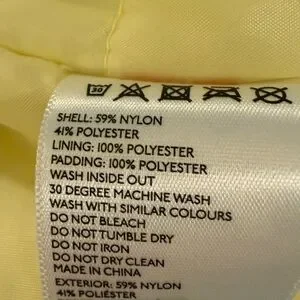 30
SHELL: 59% NYLON
41% POLYESTER
LINING: 100% POLYESTER
PADDING: 100% POLYESTER
WASH INSIDE OUT
30 DEGREE MACHINE WASH
WASH WITH SIMILAR COLOURS
DO NOT BLEACH
DO NOT TUMBLE DRY
DO NOT IRON
DO NOT DRY CLEAN
MADE IN CHINA
EXTERIOR: 59% NYLON
41% POLIÉSTER